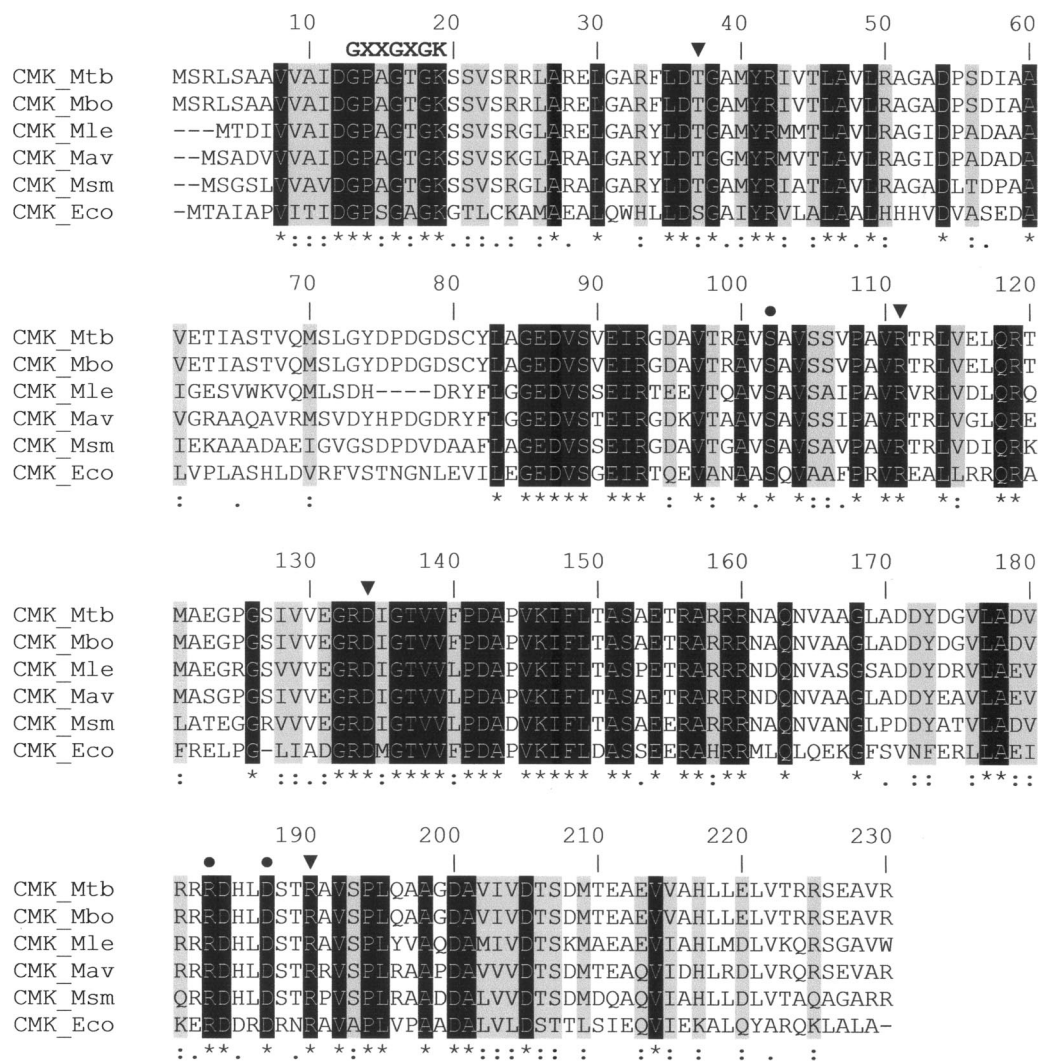 10 20 30 40 50 60
GXXGXGK ▼
CMK_Mtb MSRLSAAVVAIDGPAGTGKSSVSRRLARELGARFLDTGAMYRIVTLAVLRAGADPSDIAA
CMK_Mbo MSRLSAAVVAIDGPAGTGKSSVSRRLARELGARFLDTGAMYRIVTLAVLRAGADPSDIAA
CMK_Mle ---MTDIVVAIDGPAGTGKSSVSRGLARELGARYLDTGAMYRMMTLAVLRAGIDPADAAA
CMK_Mav --MSADVVVAIDGPAGTGKSSVSKGLARALGARYLDTGGMYRMVTLAVLRAGIDPADADA
CMK_Msm --MSGSLVVAVDGPAGTGKSSVSRGLARALGARYLDTGAMYRIATLAVLRAGADLTDPAA
CMK_Eco -MTAIAPVITIDGPSGAGKGTLCKAMAEALQWHLLDSGAIYRVLALAALHHHVDVASEDA
*:::***:*:**.::.: :*. *  : **:* :**:  **:*:   * :.  *
70 80 90 100 110 120
● ▼
CMK_Mtb VETIASTVQMSLGYDPDGDSCYLAGEDVSVEIRGDAVTRAVSAVSSVPAVRTRLVELQRT
CMK_Mbo VETIASTVQMSLGYDPDGDSCYLAGEDVSVEIRGDAVTRAVSAVSSVPAVRTRLVELQRT
CMK_Mle IGESVWKVQMLSDH----DRYFLGGEDVSTEIRTEEVTQAVSAVSAIPAVRVRLVDLQRQ
CMK_Mav VGRAAQAVRMSVDYHPDGDRYFLGGEDVSTEIRGDKVTAAVSAVSSVPAVRTRLVGLQRE
CMK_Msm IEKAAADAEIGVGSDPDVDAAFLAGEDVSSEIRGDAVTGAVSAVSAVPAVRTRLVDIQRK
CMK_Eco LVPLASHLDVRFVSTNGNLEVILEGEDVSGEIRTQEVANAASQVAAFPRVREALLRRQRA
:   .    :            * ***** *** : *: *.* *::.* **  *:  **
130 140 150 160 170 180
▼
CMK_Mtb MAEGPGSIVVEGRDIGTVVFPDAPVKIFLTASAETRARRRNAQNVAAGLADDYDGVLADV
CMK_Mbo MAEGPGSIVVEGRDIGTVVFPDAPVKIFLTASAETRARRRNAQNVAAGLADDYDGVLADV
CMK_Mle MAEGRGSVVVEGRDIGTVVLPDAPVKIFLTASPETRARRRNDQNVASGSADDYDRVLADV
CMK_Mav MASGPGSIVVEGRDIGTVVLPDAPVKIFLTASAETRARRRNDQNVAAGLADDYEAVLAEV
CMK_Msm LATEGGRVVVEGRDIGTVVLPDADVKIFLTASAEERARRRNAQNVANGLPDDYATVLADV
CMK_Eco FRELPG-LIADGRDMGTVVFPDAPVKIFLDASSEERAHRRMLQLQEKGFSVNFERLLAEI
:    * ::.:***:****:*** ***** **.* **:**   *    * . ::  :**::
190 200 210 220 230
● ● ▼
CMK_Mtb RRRDHLDSTRAVSPLQAAGDAVIVDTSDMTEAEVVAHLLELVTRRSEAVR
CMK_Mbo RRRDHLDSTRAVSPLQAAGDAVIVDTSDMTEAEVVAHLLELVTRRSEAVR
CMK_Mle RRRDHLDSTRAVSPLYVAQDAMIVDTSKMAEAEVIAHLMDLVKQRSGAVW
CMK_Mav RRRDHLDSTRRVSPLRAAPDAVVVDTSDMTEAQVIDHLRDLVRQRSEVAR
CMK_Msm QRRDHLDSTRPVSPLRAADDALVVDTSDMDQAQVIAHLLDLVTAQAGARR
CMK_Eco KERDDRDRNRAVAPLVPAADALVLDSTTLSIEQVIEKALQYARQKLALA-
:.**. * .* *:**  * **:::*:: :    :*:  :  : .   :